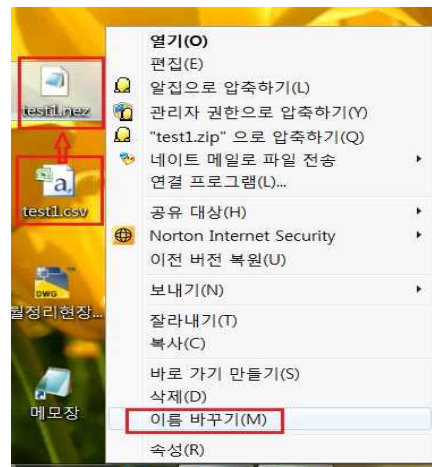 test1.nez
test1.csv
DWG
월정리현장...
메모장
열기(O)
편집(E)
알집으로 압축하기(L)
관리자 권한으로 압축하기(Y)
"test1.zip" 으로 압축하기(Q)
네이트 메일로 파일 전송
연결 프로그램(L)...
공유 대상(H)
Norton Internet Security
이전 버전 복원(U)
보내기(N)
잘라내기(T)
복사(C)
바로 가기 만들기(S)
삭제(D)
이름 바꾸기(M)
속성(R)